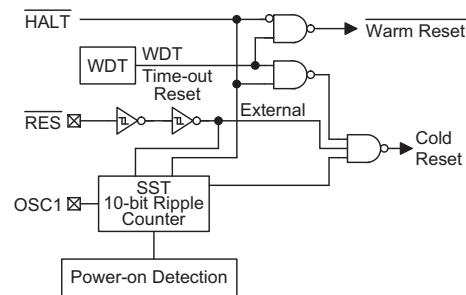 HALT
Warm Reset
WDT
WDT
Time-out
Reset
RES
External
Cold
Reset
OSC1
SST
10-bit Ripple
Counter
Power-on Detection